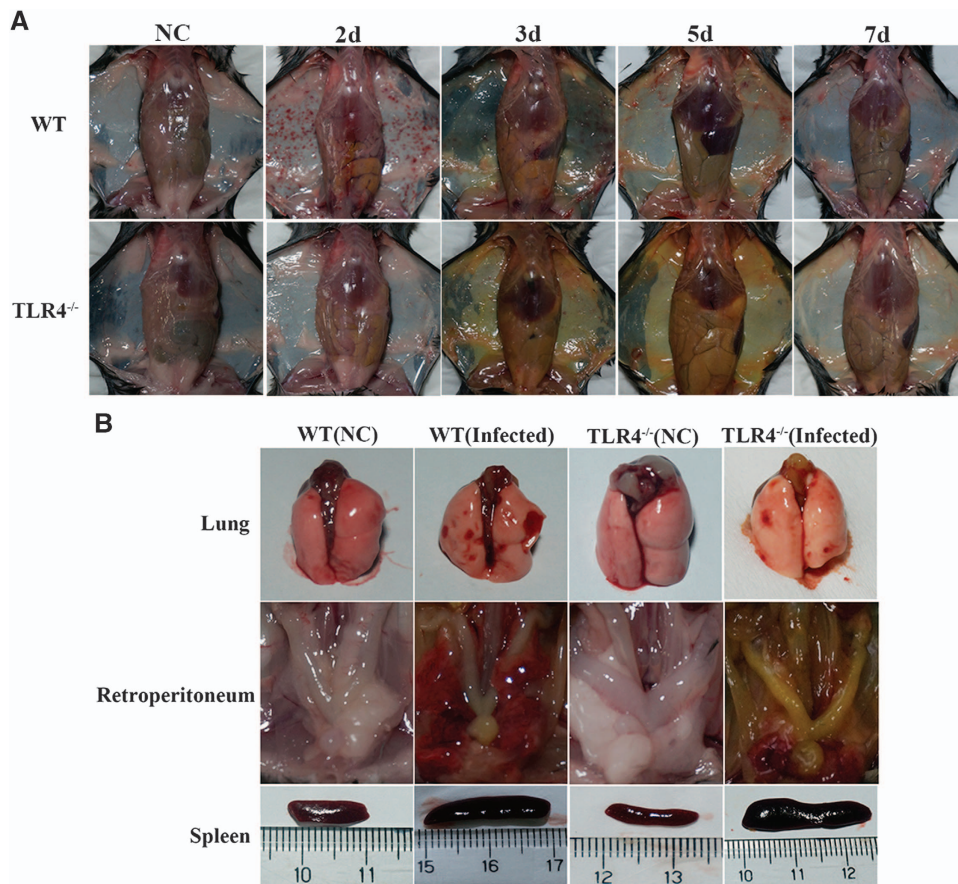 A
NC 2d 3d 5d 7d
WT
TLR4-/-
B
WT(NC) WT(Infected) TLR4-/-(NC) TLR4-/-(Infected)
Lung
Retroperitoneum
Spleen
10 11 15 16 17 12 13 10 11 12